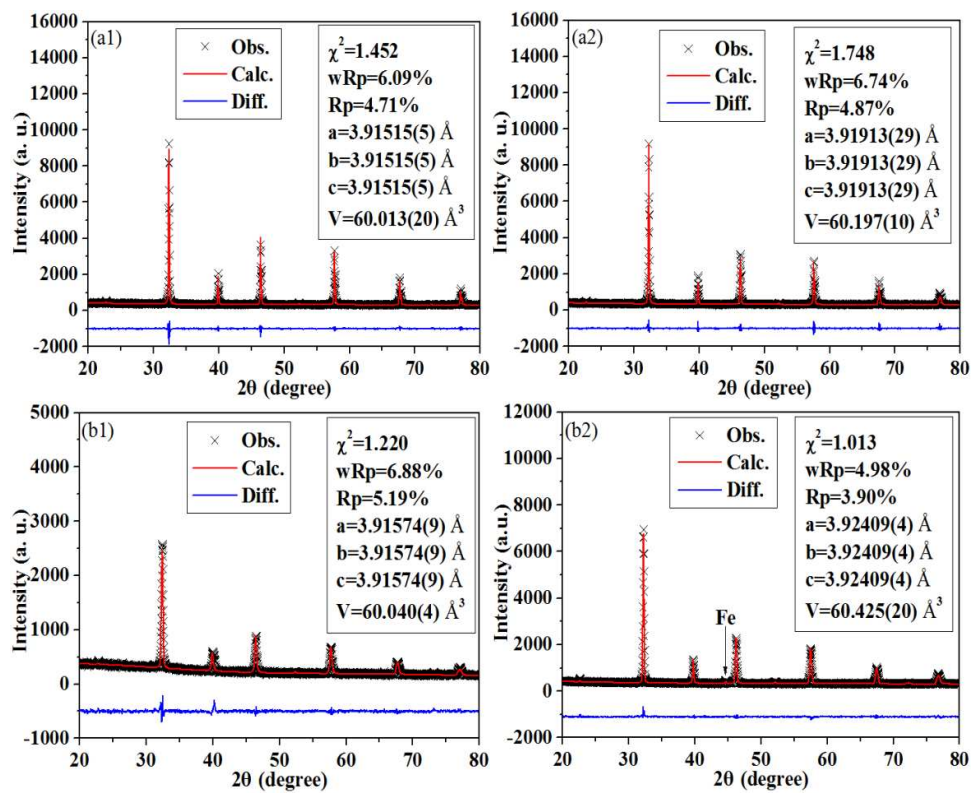 (a1)
Obs.
Calc.
Diff.
χ²=1.452
wRp=6.09%
Rp=4.71%
a=3.91515(5) Å
b=3.91515(5) Å
c=3.91515(5) Å
V=60.013(20) Å³
Intensity (a. u.)
16000
14000
12000
10000
8000
6000
4000
2000
0
-2000
20 30 40 50 60 70 80
2θ (degree)
(a2)
Obs.
Calc.
Diff.
χ²=1.748
wRp=6.74%
Rp=4.87%
a=3.91913(29) Å
b=3.91913(29) Å
c=3.91913(29) Å
V=60.197(10) Å³
Intensity (a. u.)
16000
14000
12000
10000
8000
6000
4000
2000
0
-2000
20 30 40 50 60 70 80
2θ (degree)
(b1)
Obs.
Calc.
Diff.
χ²=1.220
wRp=6.88%
Rp=5.19%
a=3.91574(9) Å
b=3.91574(9) Å
c=3.91574(9) Å
V=60.040(4) Å³
Intensity (a.u.)
5000
4000
3000
2000
1000
0
-1000
20 30 40 50 60 70 80
2θ (degree)
(b2)
Obs.
Calc.
Diff.
χ²=1.013
wRp=4.98%
Rp=3.90%
a=3.92409(4) Å
b=3.92409(4) Å
c=3.92409(4) Å
V=60.425(20) Å³
Fe
Intensity (a.u.)
12000
10000
8000
6000
4000
2000
0
-2000
20 30 40 50 60 70 80
2θ (degree)